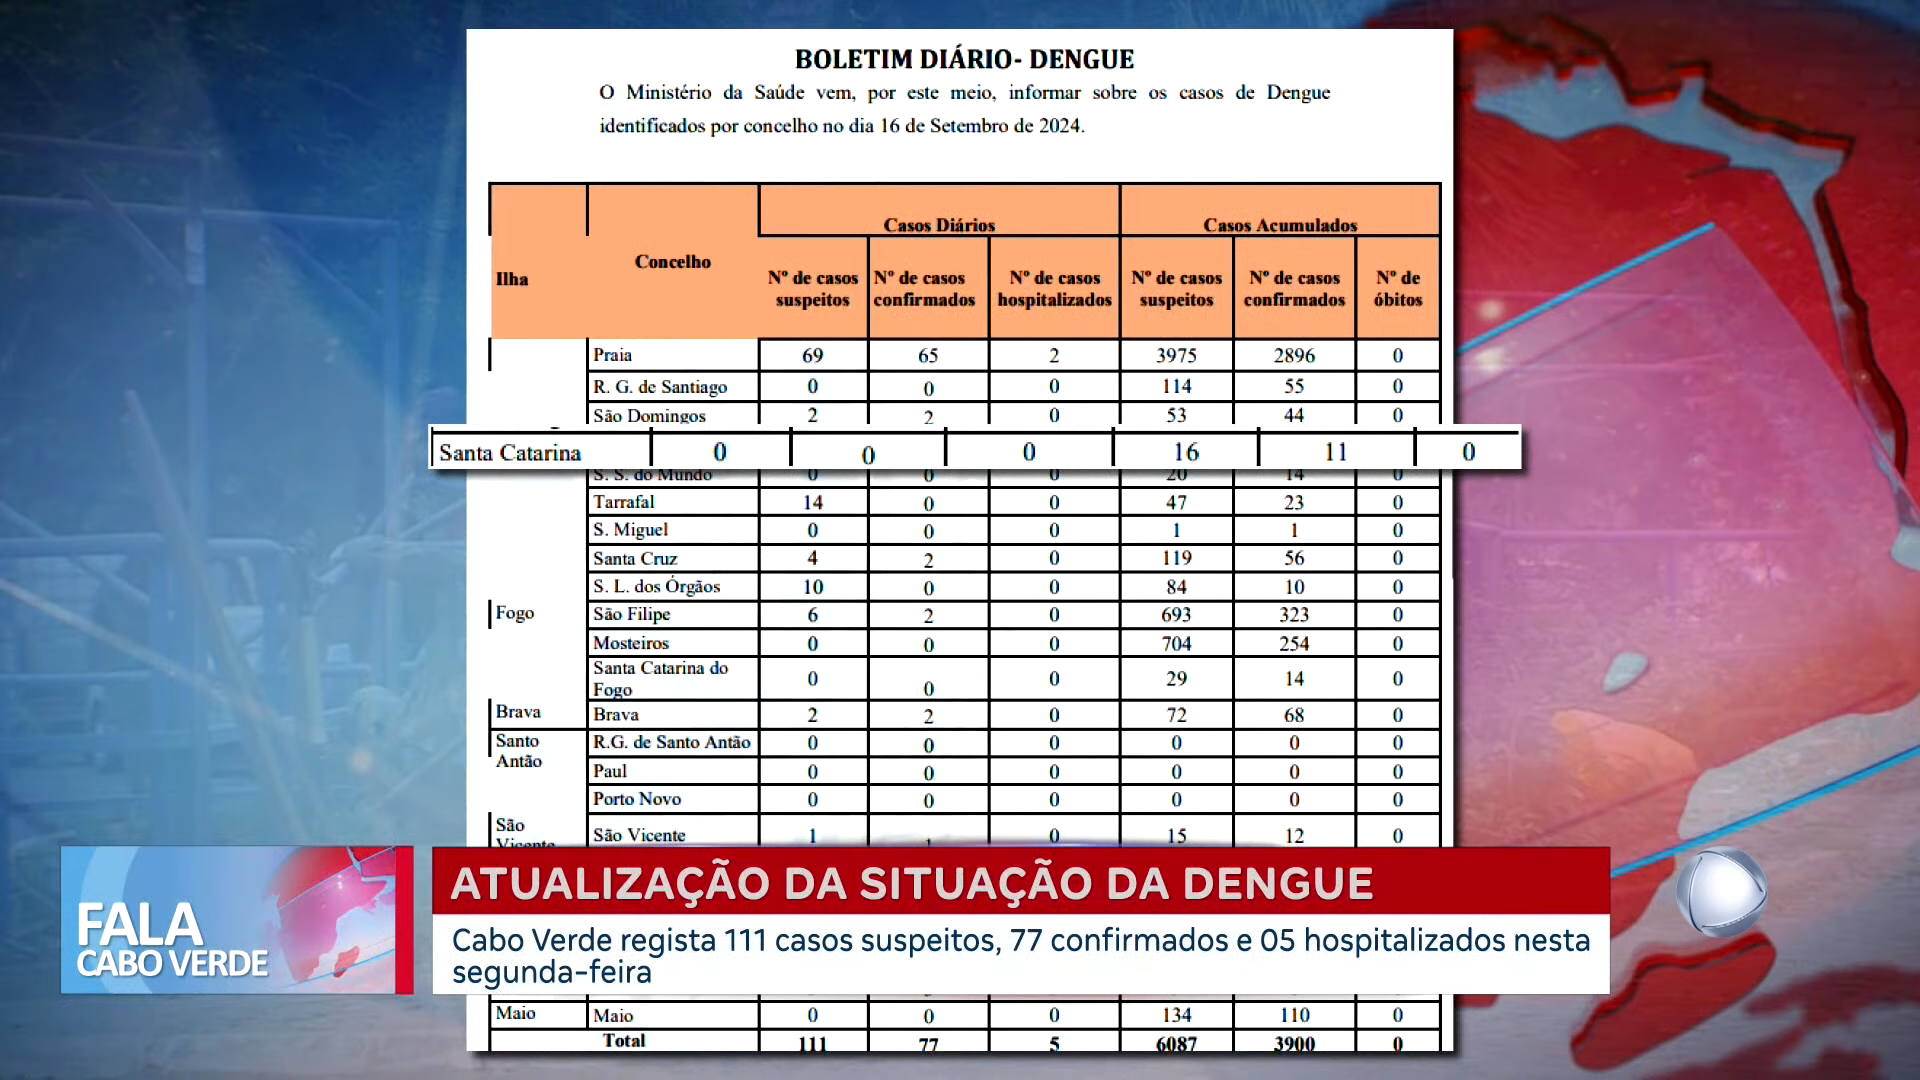 BOLETIM DIÁRIO- DENGUE
O Ministério da Saúde vem, por este meio, informar sobre os casos de Dengue
identificados por concelho no dia 16 de Setembro de 2024.
Casos Diários Casos Acumulados
Ilha Concelho Nº de casos suspeitos Nº de casos confirmados Nº de casos hospitalizados Nº de casos suspeitos Nº de casos confirmados Nº de óbitos
Praia 69 65 2 3975 2896 0
R. G. de Santiago 0 0 0 114 55 0
São Domingos 2 2 0 53 44 0
Santa Catarina 0 0 0 16 11 0
S. S. do Mundo 0 0 0 20 14 0
Tarrafal 14 0 0 47 23 0
S. Miguel 0 0 0 1 1 0
Santa Cruz 4 2 0 119 56 0
S. L. dos Órgãos 10 0 0 84 10 0
Fogo São Filipe 6 2 0 693 323 0
Mosteiros 0 0 0 704 254 0
Santa Catarina do Fogo 0 0 0 29 14 0
Brava Brava 2 2 0 72 68 0
Santo Antão R.G. de Santo Antão 0 0 0 0 0 0
Paul 0 0 0 0 0 0
Porto Novo 0 0 0 0 0 0
São Vicente São Vicente 1 1 0 15 12 0
ATUALIZAÇÃO DA SITUAÇÃO DA DENGUE
FALA
CABO VERDE
Cabo Verde regista 111 casos suspeitos, 77 confirmados e 05 hospitalizados nesta
segunda-feira
Maio Maio 0 0 0 134 110 0
Total 111 77 5 6087 3900 0